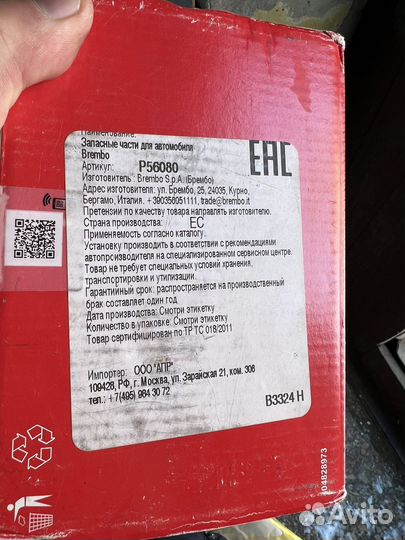 Наименование:
Запасные части для автомобиля
Brembo
Артикул: P56080
Изготовитель: Brembo S.p.A. (Брембо)
Адрес изготовителя: ул. Брембо, 25, 24035, Курно,
Бергамо, Италия. +390356051111, trade@brembo.it
Претензии по качеству товара направлять изготовителю.
Страна производства: ЕС
Применяемость согласно каталогу.
Установку производить в соответствии с рекомендациями
автопроизводителя на специализированном сервисном центре.
Товар не требует специальных условий хранения,
транспортировки и утилизации.
Гарантийный срок: распространяется на производственный
брак составляет один год
Дата производства: Смотри этикетку
Количество в упаковке: Смотри этикетку
Товар сертифицирован по ТР ТС 018/2011
Импортер: ООО "АПР"
109428, РФ, г. Москва, ул. Зарайская 21, ком. 308
тел.: +7(495) 984 30 72
B3324 H
EAC
04828973
Avito